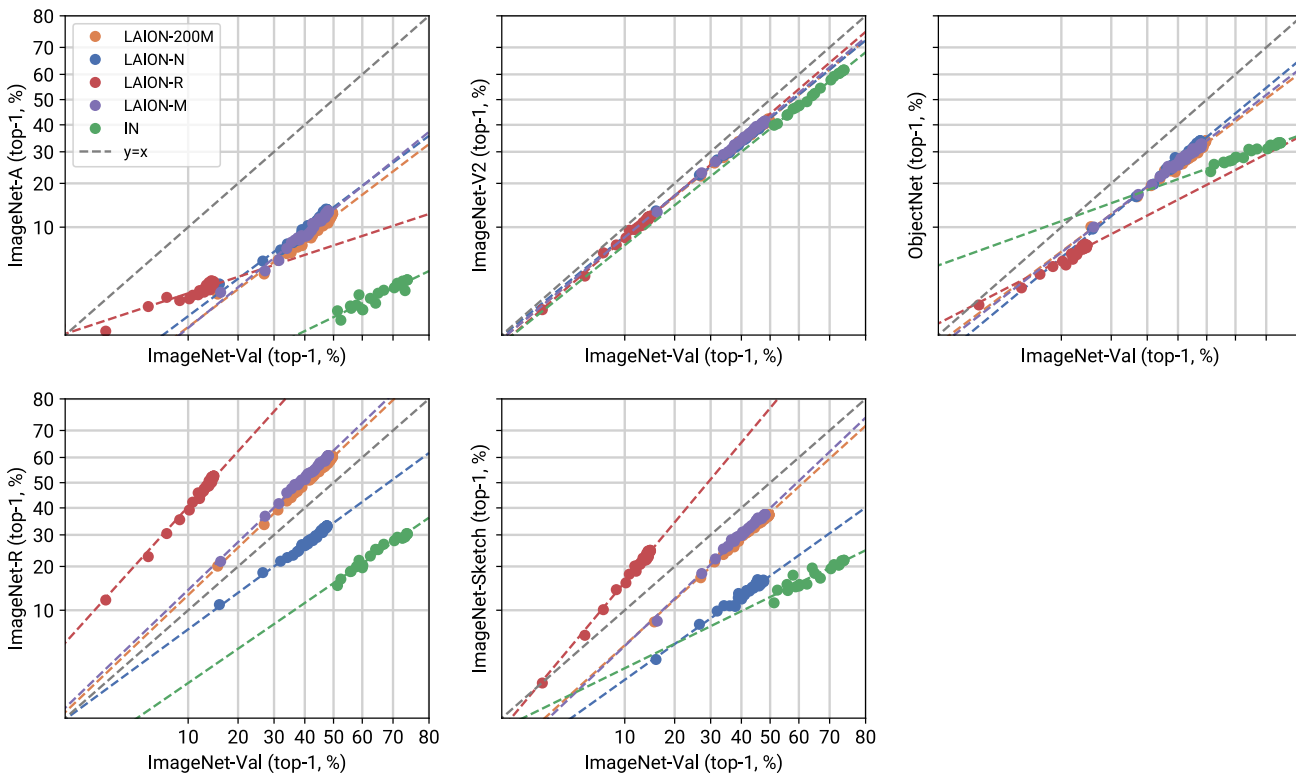 80
70
60
50
40
30
20
10
ImageNet-A (top-1, %)
LAION-200M
LAION-N
LAION-R
LAION-M
IN
y=x
ImageNet-Val (top-1, %)
ImageNet-V2 (top-1, %)
ImageNet-Val (top-1, %)
ObjectNet (top-1, %)
ImageNet-Val (top-1, %)
80
70
60
50
40
30
20
10
ImageNet-R (top-1, %)
10 20 30 40 50 60 70 80
ImageNet-Val (top-1, %)
ImageNet-Sketch (top-1, %)
10 20 30 40 50 60 70 80
ImageNet-Val (top-1, %)